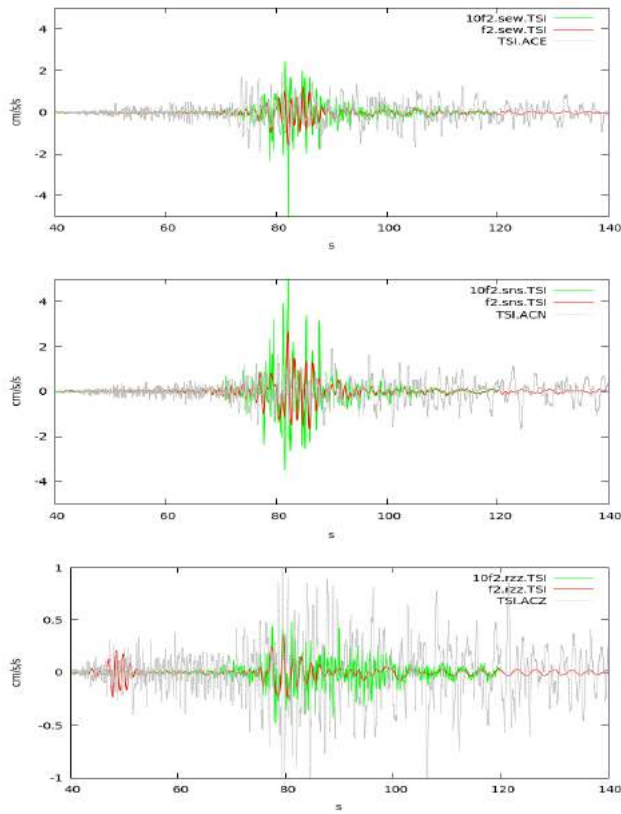 4
10f2.sew.TSI
f2.sew.TSI
TSI.ACE
2
cm/s/s
0
-2
-4
40 60 80 100 120 140
s
4
10f2.sns.TSI
f2.sns.TSI
TSI.ACN
2
cm/s/s
0
-2
-4
40 60 80 100 120 140
s
1
10f2.rzz.TSI
f2.rzz.TSI
TSI.ACZ
0.5
cm/s/s
0
-0.5
-1
40 60 80 100 120 140
s